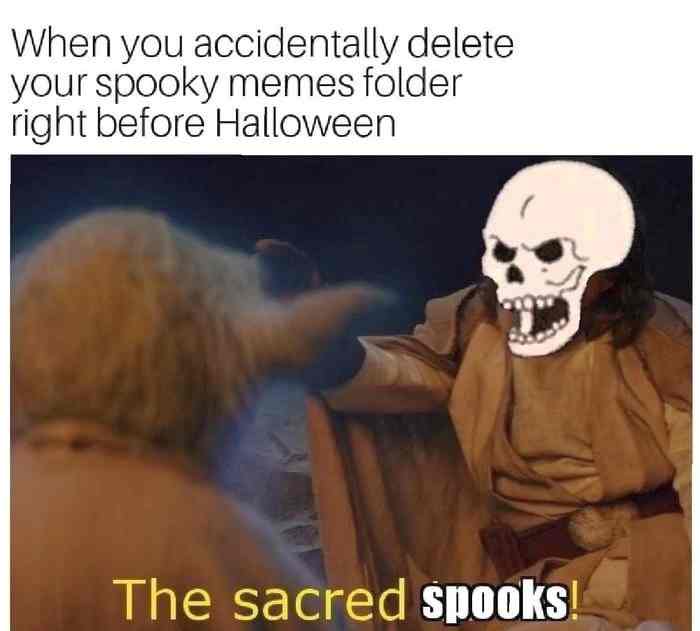 When you accidentally delete
your spooky memes folder
right before Halloween
The sacred spooks!